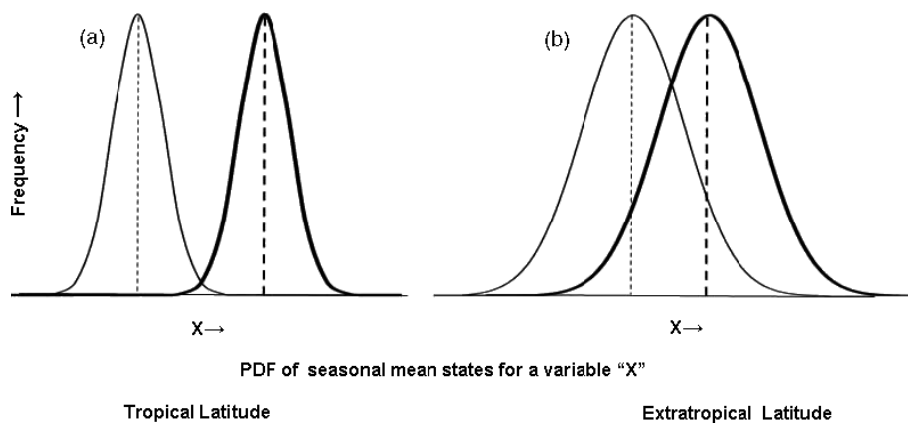 (a)
(b)
Frequency →
X→
X→
PDF of seasonal mean states for a variable “X”
Tropical Latitude
Extratropical Latitude